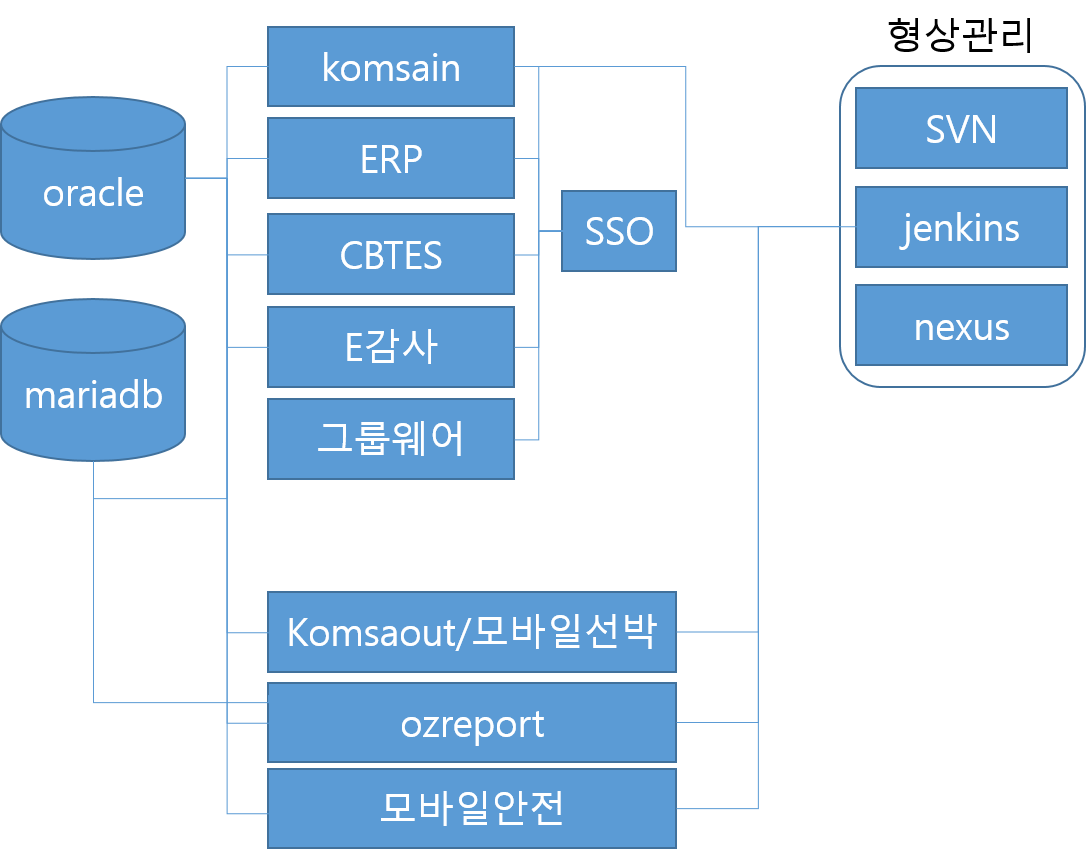 형상관리
komsain
SVN
ERP
oracle
SSO
jenkins
CBTES
nexus
E감사
mariadb
그룹웨어
Komsaout/모바일선박
ozreport
모바일안전